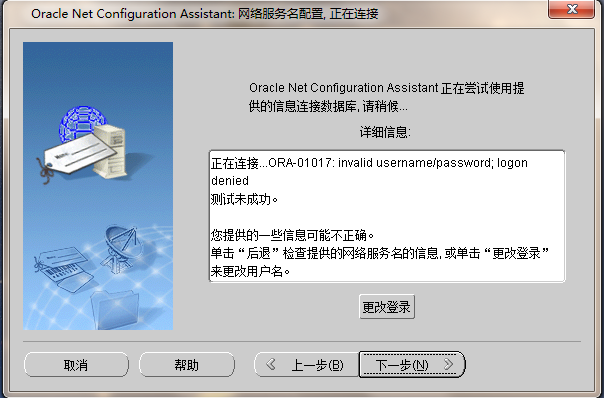 Oracle Net Configuration Assistant: 网络服务名配置, 正在连接
Oracle Net Configuration Assistant 正在尝试使用提
供的信息连接数据库, 请稍候...
详细信息:
正在连接...ORA-01017: invalid username/password; logon
denied
测试未成功。
您提供的一些信息可能不正确。
单击“后退”检查提供的网络服务名的信息, 或单击“更改登录”
来更改用户名。
更改登录
取消
帮助
上一步(B)
下一步(N)